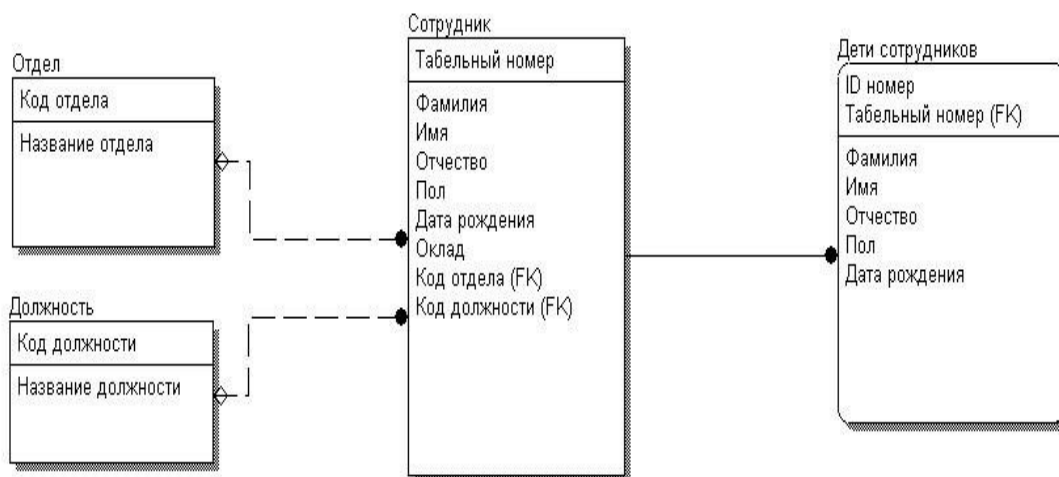 Отдел
Код отдела
Название отдела
Должность
Код должности
Название должности
Сотрудник
Табельный номер
Фамилия
Имя
Отчество
Пол
Дата рождения
Оклад
Код отдела (FK)
Код должности (FK)
Дети сотрудников
ID номер
Табельный номер (FK)
Фамилия
Имя
Отчество
Пол
Дата рождения